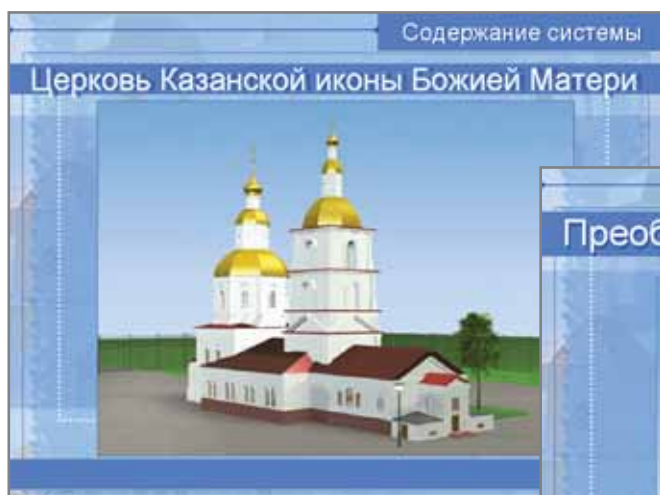 Содержание системы
Церковь Казанской иконы Божией Матери
Преоб